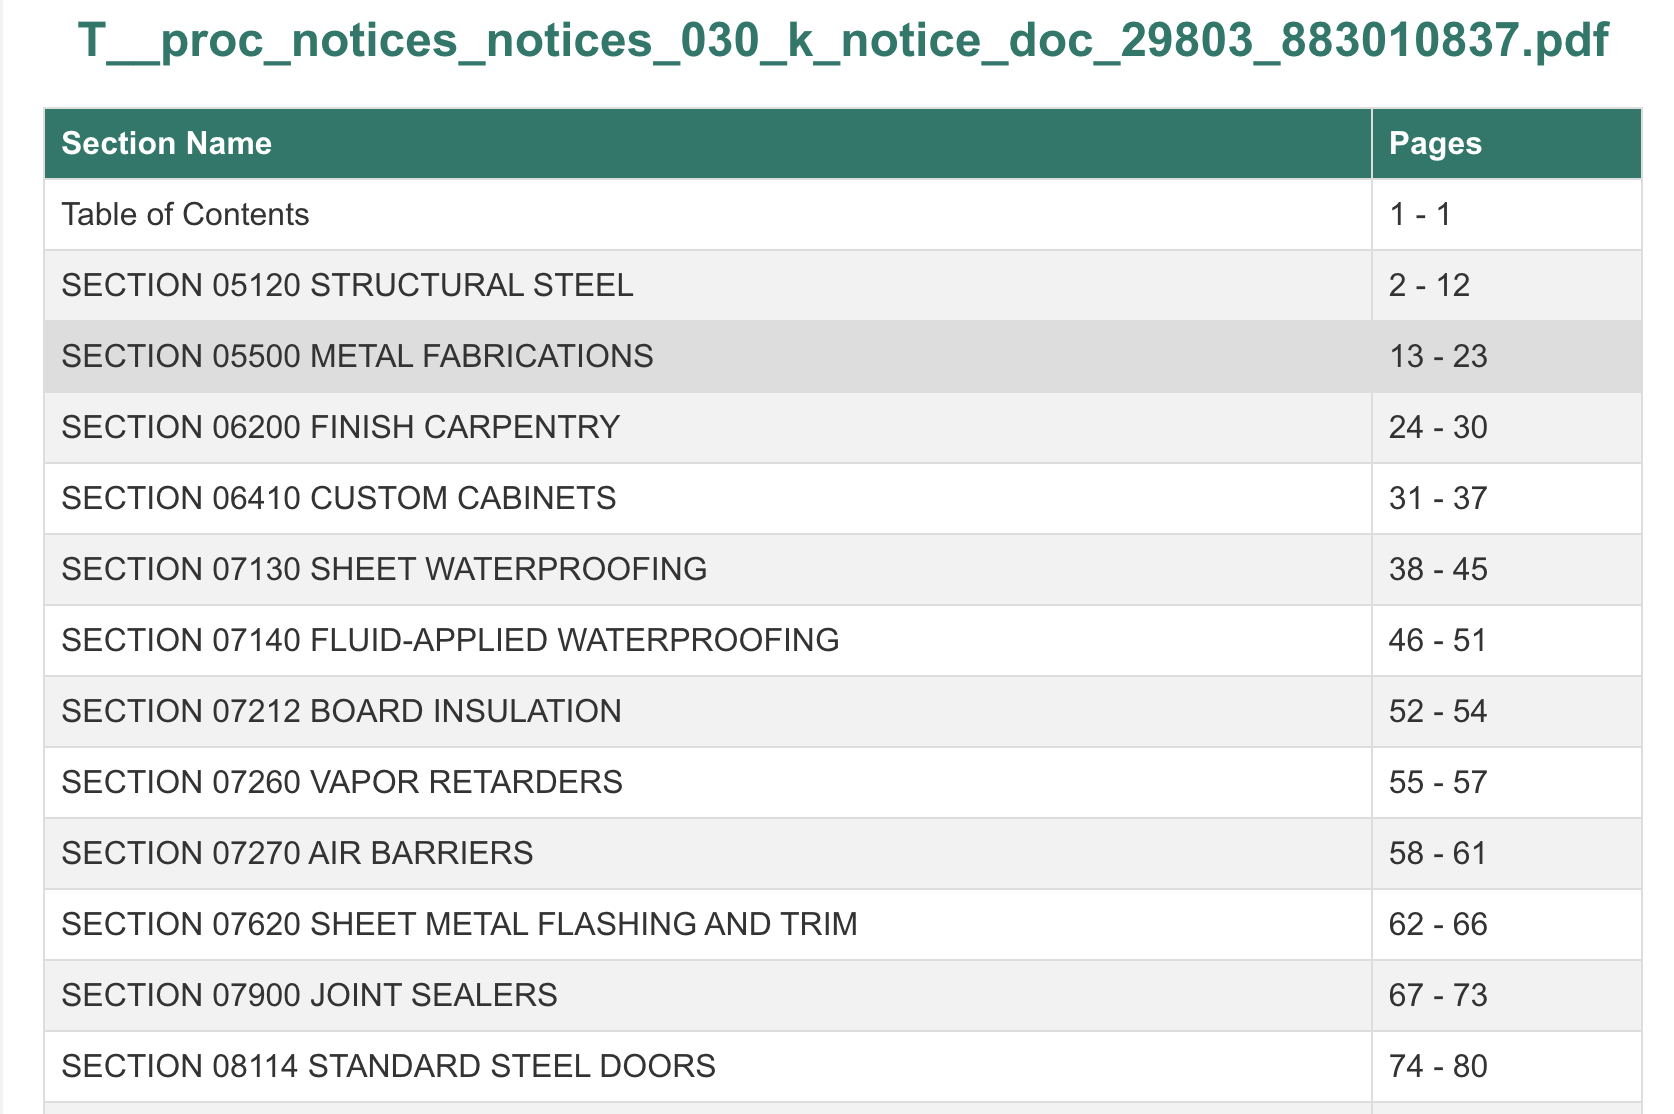 T__proc_notices_notices_030_k_notice_doc_29803_883010837.pdf
Section Name Pages
Table of Contents 1 - 1
SECTION 05120 STRUCTURAL STEEL 2 - 12
SECTION 05500 METAL FABRICATIONS 13 - 23
SECTION 06200 FINISH CARPENTRY 24 - 30
SECTION 06410 CUSTOM CABINETS 31 - 37
SECTION 07130 SHEET WATERPROOFING 38 - 45
SECTION 07140 FLUID-APPLIED WATERPROOFING 46 - 51
SECTION 07212 BOARD INSULATION 52 - 54
SECTION 07260 VAPOR RETARDERS 55 - 57
SECTION 07270 AIR BARRIERS 58 - 61
SECTION 07620 SHEET METAL FLASHING AND TRIM 62 - 66
SECTION 07900 JOINT SEALERS 67 - 73
SECTION 08114 STANDARD STEEL DOORS 74 - 80